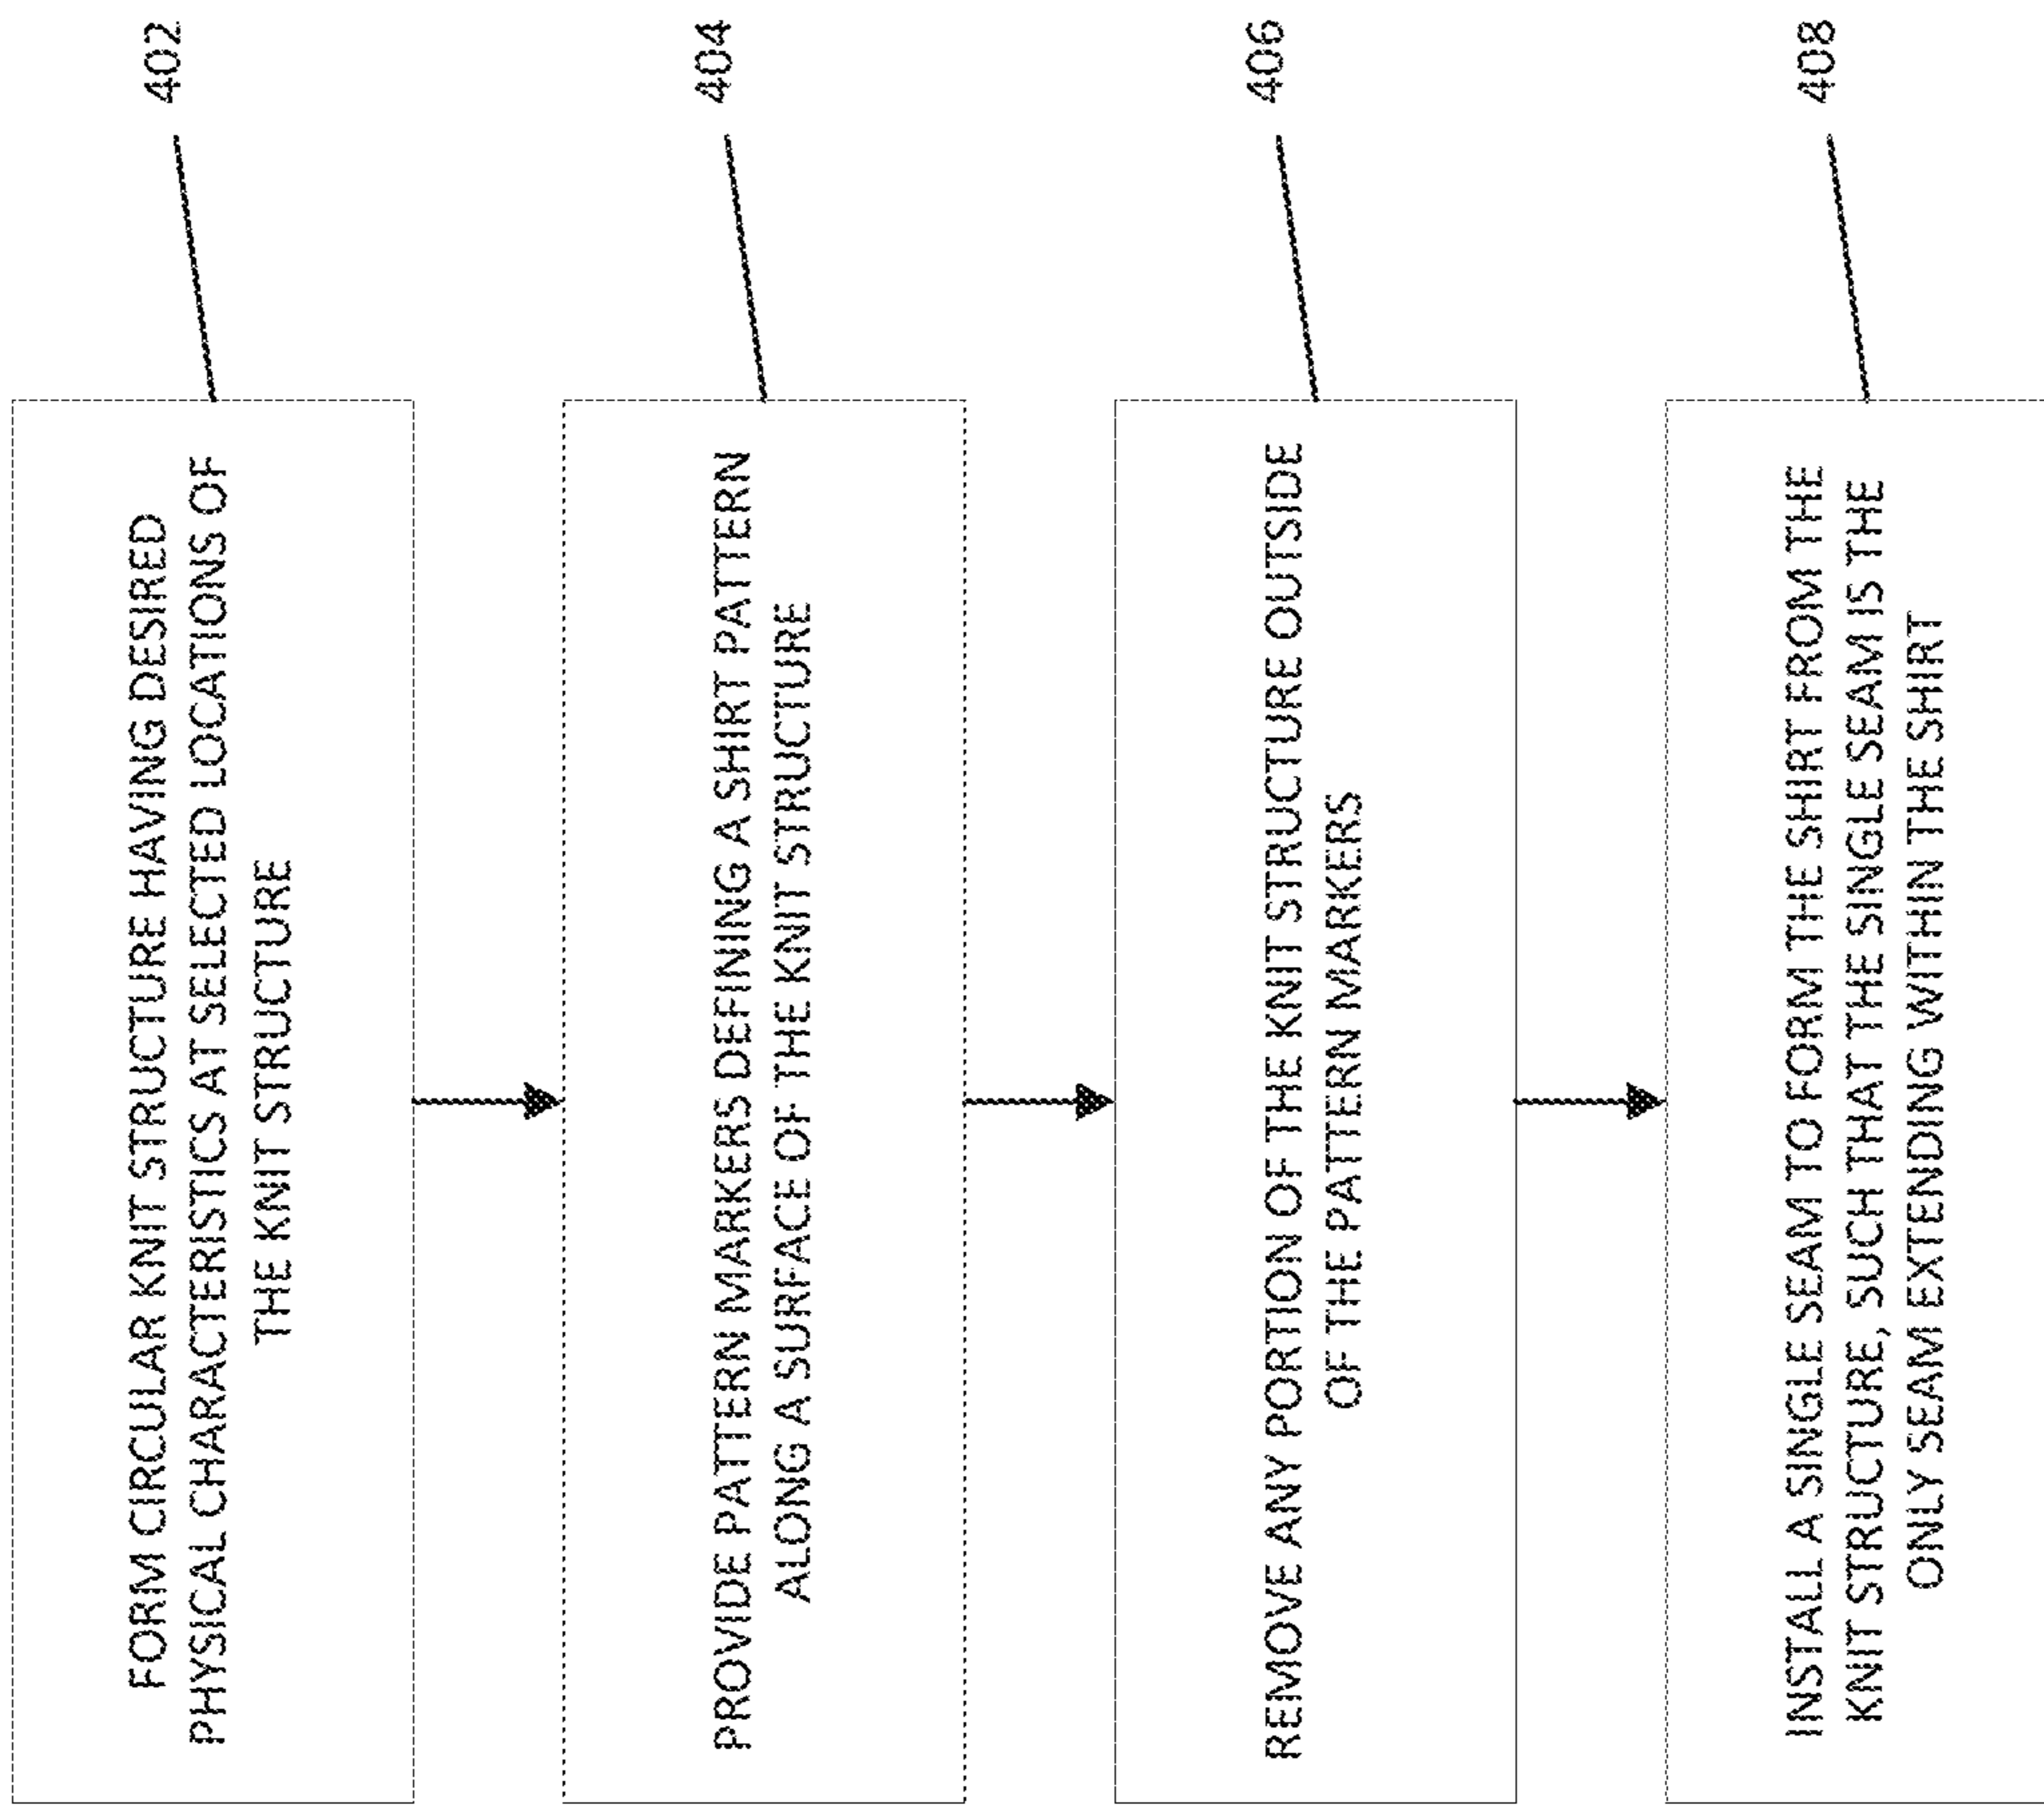 FORM CIRCULAR KNIT STRUCTURE HAVING DESIRED
PHYSICAL CHARACTERISTICS AT SELECTED LOCATIONS OF
THE KNIT STRUCTURE
402
PROVIDE PATTERN MARKERS DEFINING A SHIRT PATTERN
ALONG A SURFACE OF THE KNIT STRUCTURE
404
REMOVE ANY PORTION OF THE KNIT STRUCTURE OUTSIDE
OF THE PATTERN MARKERS
406
INSTALL A SINGLE SEAM TO FORM THE SHIRT FROM THE
KNIT STRUCTURE, SUCH THAT THE SINGLE SEAM IS THE
ONLY SEAM EXTENDING WITHIN THE SHIRT
408